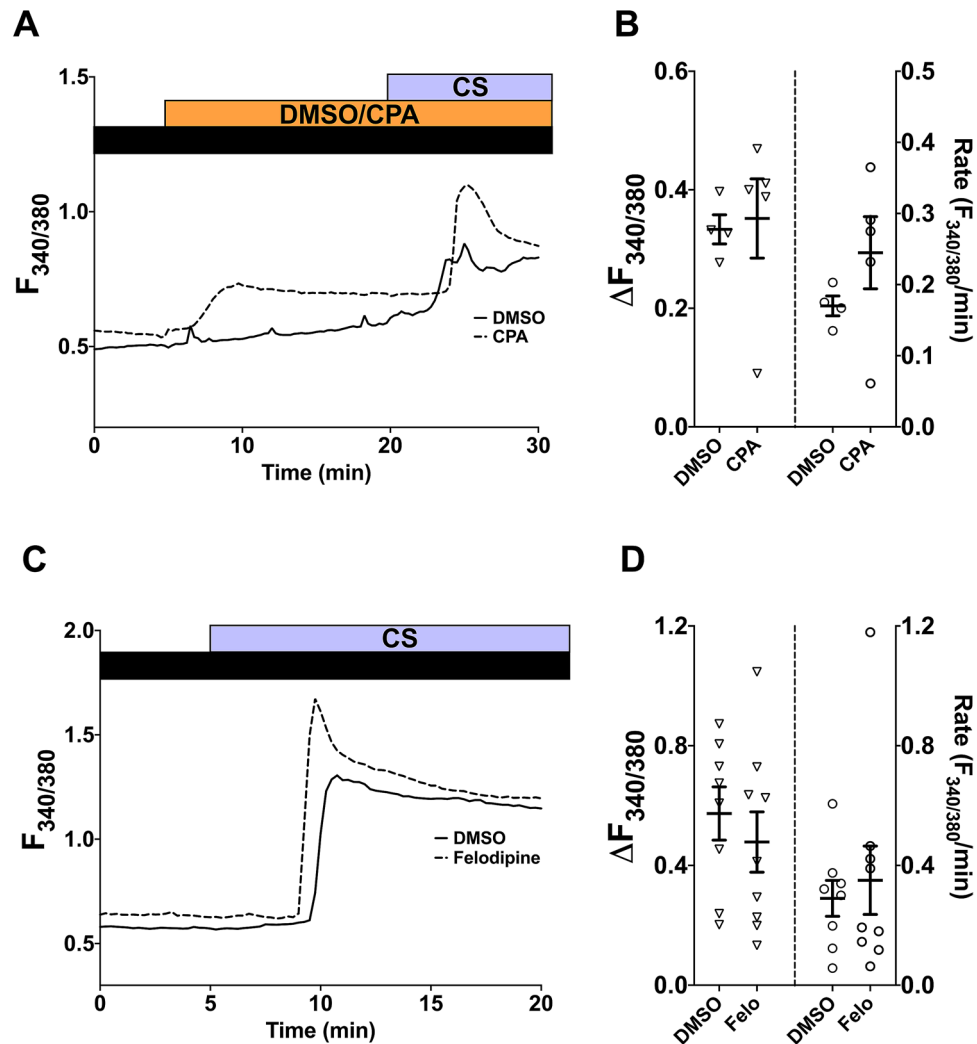 A
CS
DMSO/CPA
1.5
1.0
0.5
F340/380
DMSO
CPA
0
10
20
30
Time (min)
B
0.6
0.4
0.2
0.0
ΔF340/380
0.5
0.4
0.3
0.2
0.1
0.0
Rate (F340/380/min)
DMSO
CPA
DMSO
CPA
C
CS
2.0
1.5
1.0
0.5
F340/380
DMSO
Felodipine
0
5
10
15
20
Time (min)
D
1.2
0.8
0.4
0.0
ΔF340/380
1.2
0.8
0.4
0.0
Rate (F340/380/min)
DMSO
Felo
DMSO
Felo